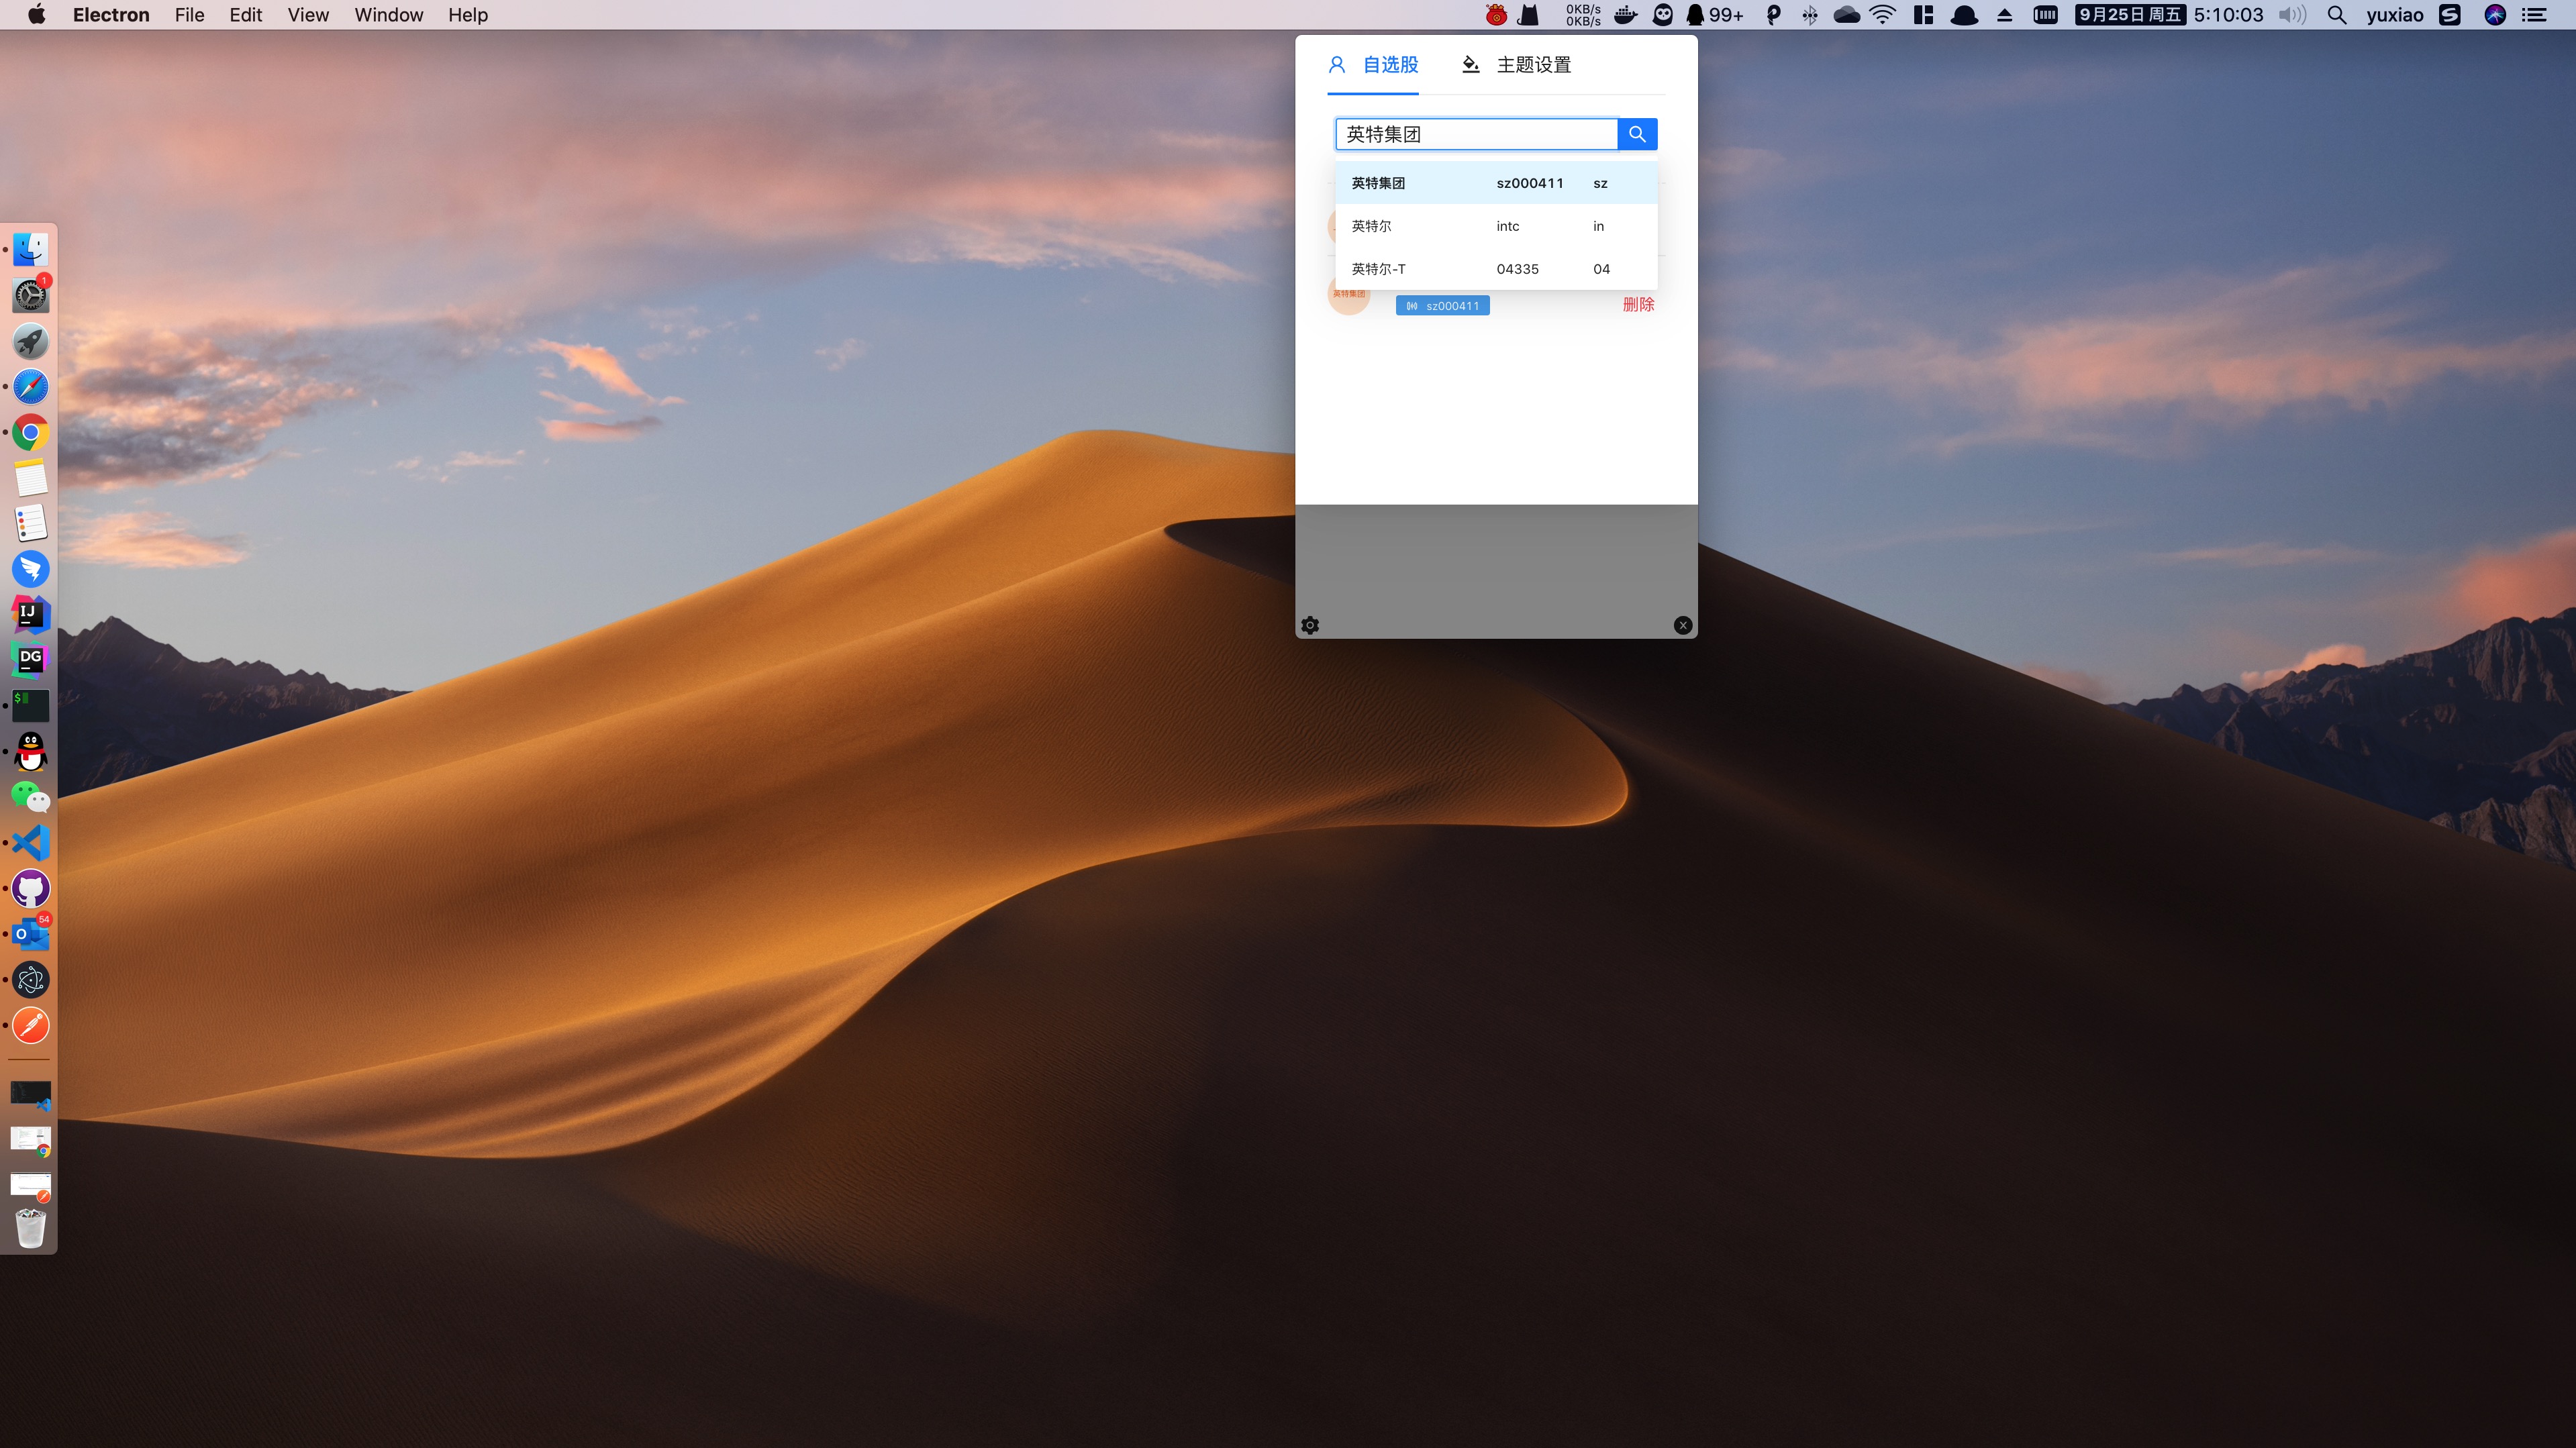 Electron File Edit View Window Help
0KB/s
0KB/s
99+
9月25日 周五 5:10:03 yuxiao
自选股 主题设置
英特集团
英特集团 sz000411 sz
英特尔 intc in
英特尔-T 04335 04
英特集团
sz000411 删除
1
IJ
DG
$
54